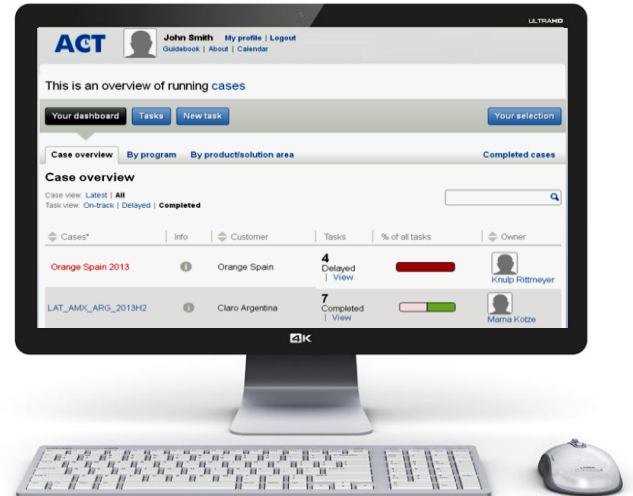 ULTRAHD
ACT
John Smith My profile | Logout
Guidebook | About | Calendar
This is an overview of running cases
Your dashboard Tasks New task Your selection
Case overview By program By product/solution area Completed cases
Case overview
Case view: Latest | All
Task view: On-track | Delayed | Completed
Cases* Info Customer Tasks % of all tasks Owner
Orange Spain 2013 Orange Spain 4 Delayed | View Knulp Rittmeyer
LAT_AMX_ARG_2013H2 Claro Argentina 7 Completed | View Mama Kotze
4K